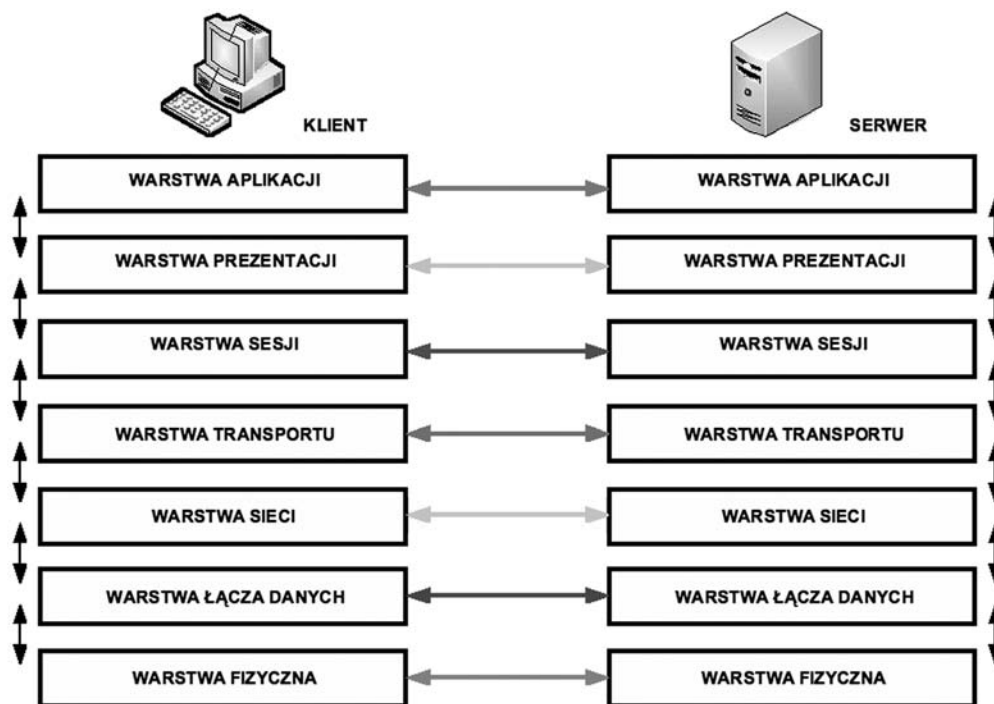 KLIENT
SERWER
WARSTWA APLIKACJI
WARSTWA APLIKACJI
WARSTWA PREZENTACJI
WARSTWA PREZENTACJI
WARSTWA SESJI
WARSTWA SESJI
WARSTWA TRANSPORTU
WARSTWA TRANSPORTU
WARSTWA SIECI
WARSTWA SIECI
WARSTWA ŁĄCZA DANYCH
WARSTWA ŁĄCZA DANYCH
WARSTWA FIZYCZNA
WARSTWA FIZYCZNA